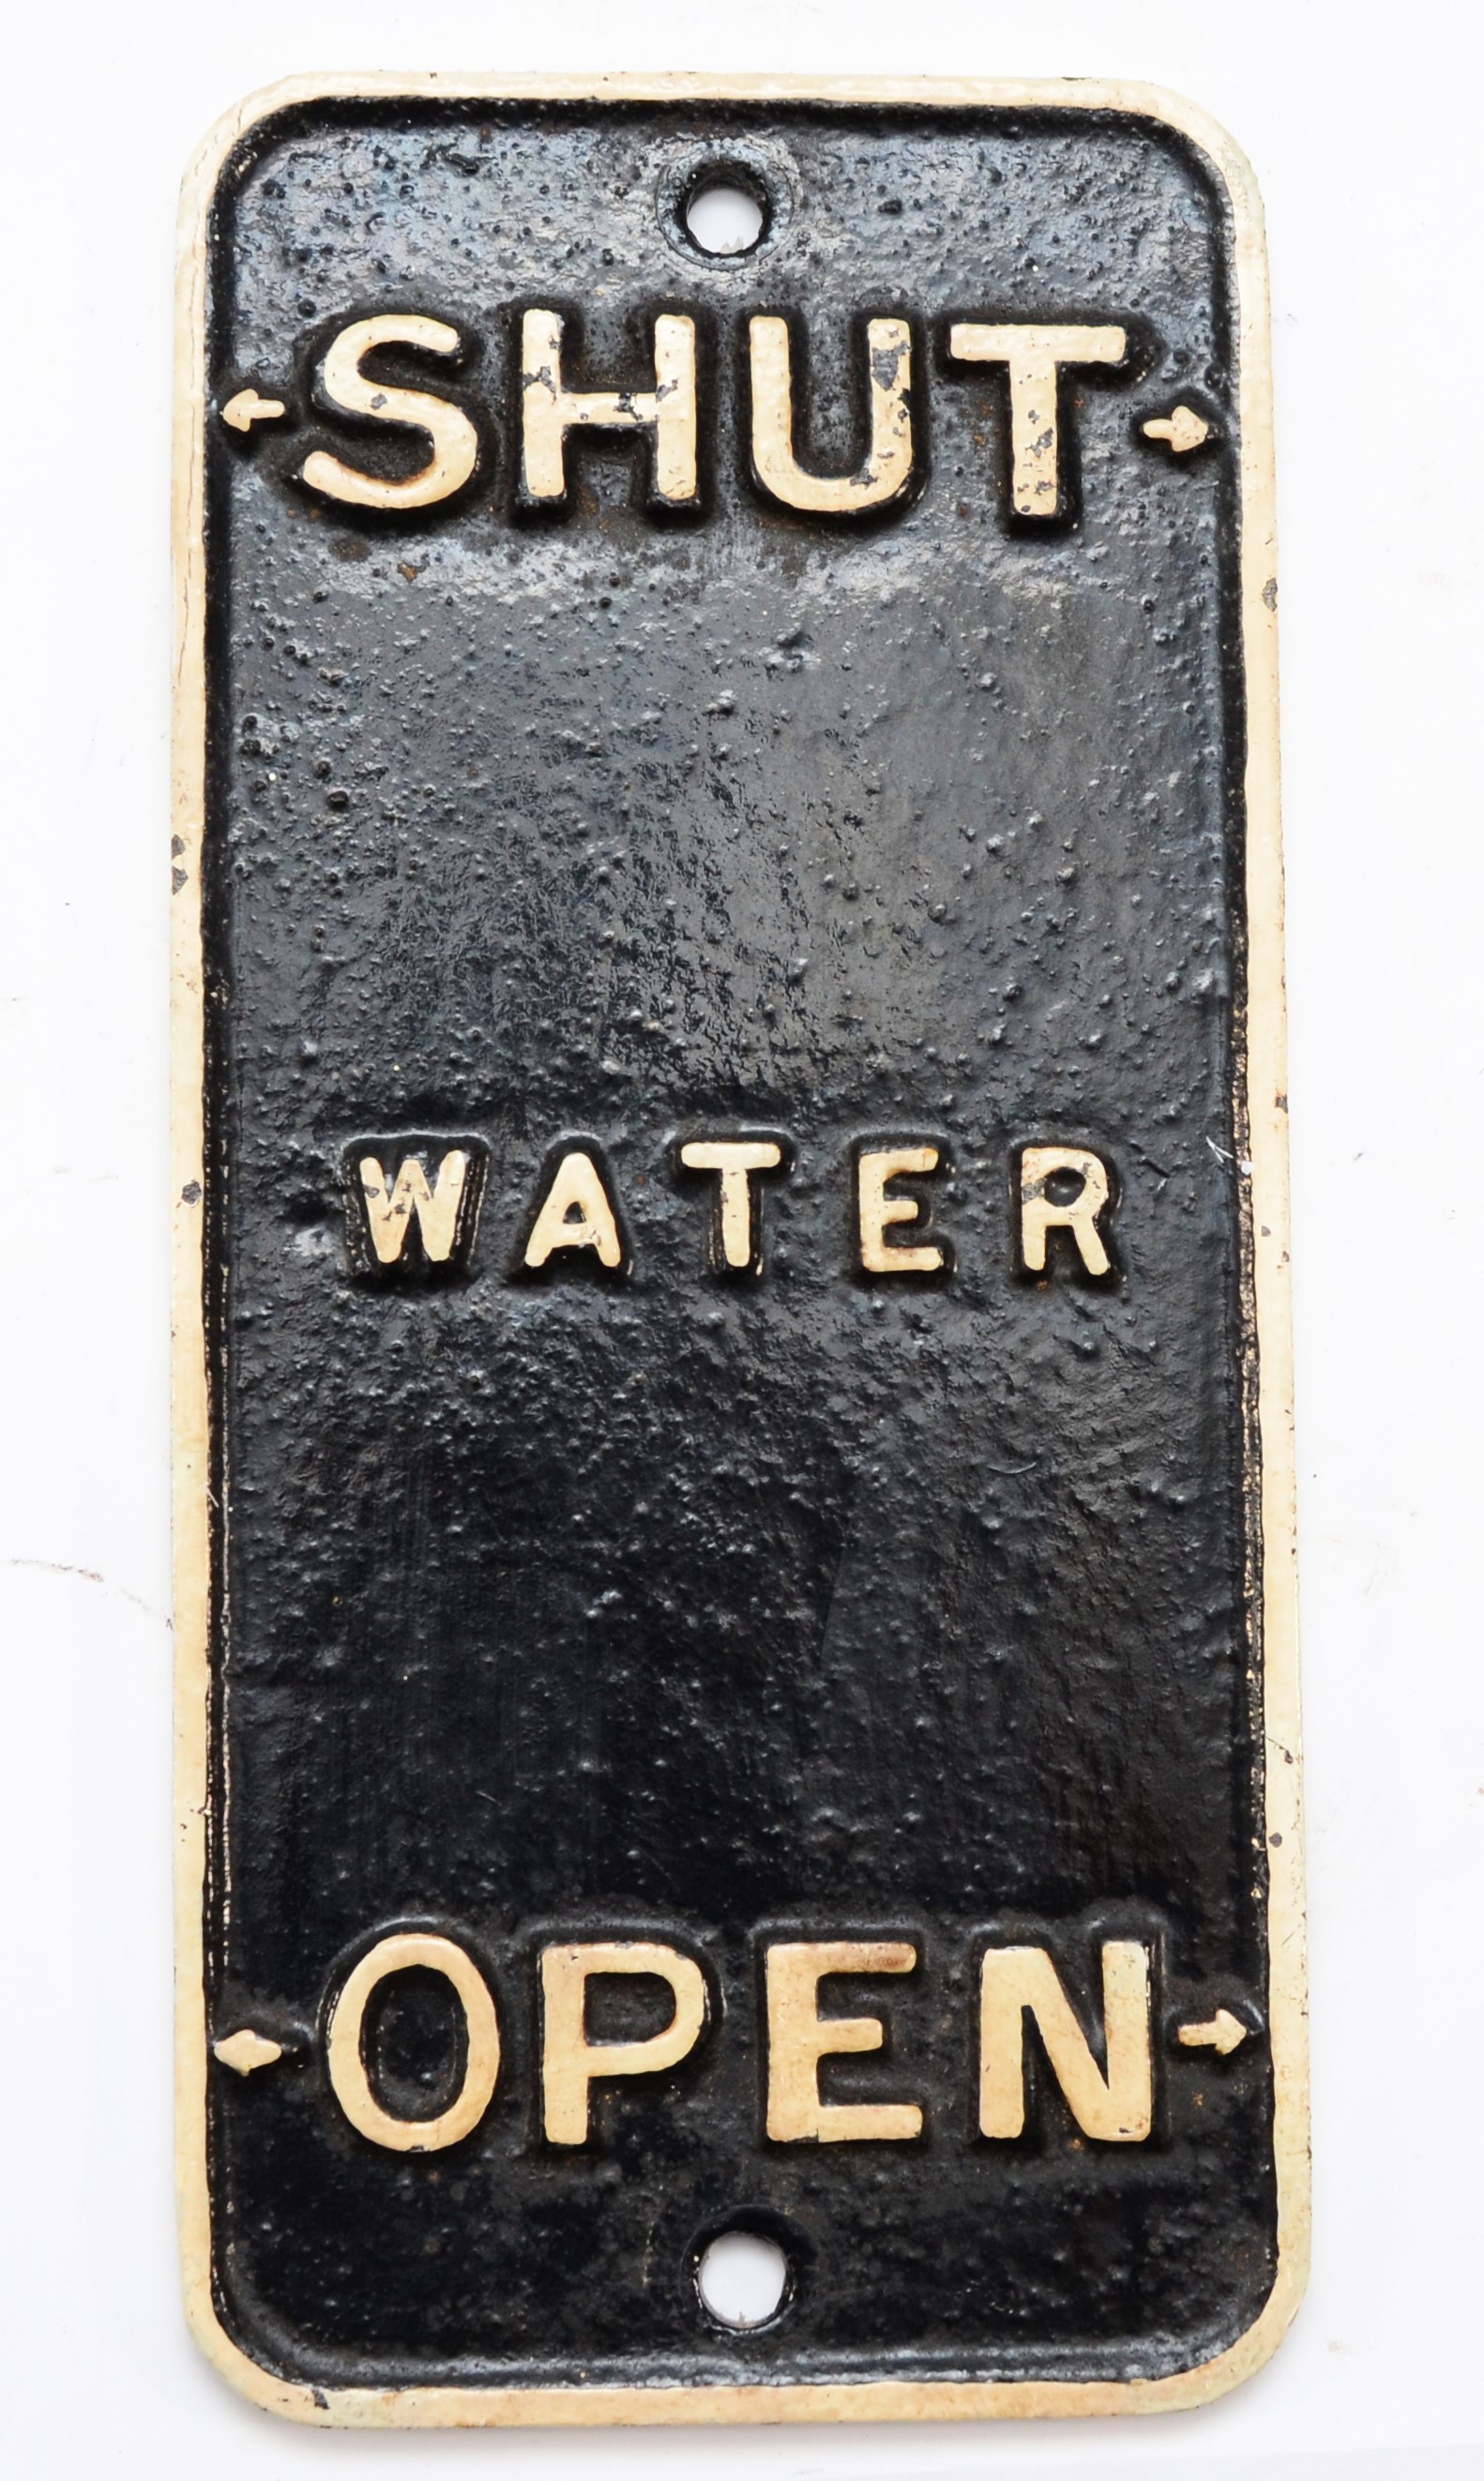 ← SHUT →
WATER
← OPEN →